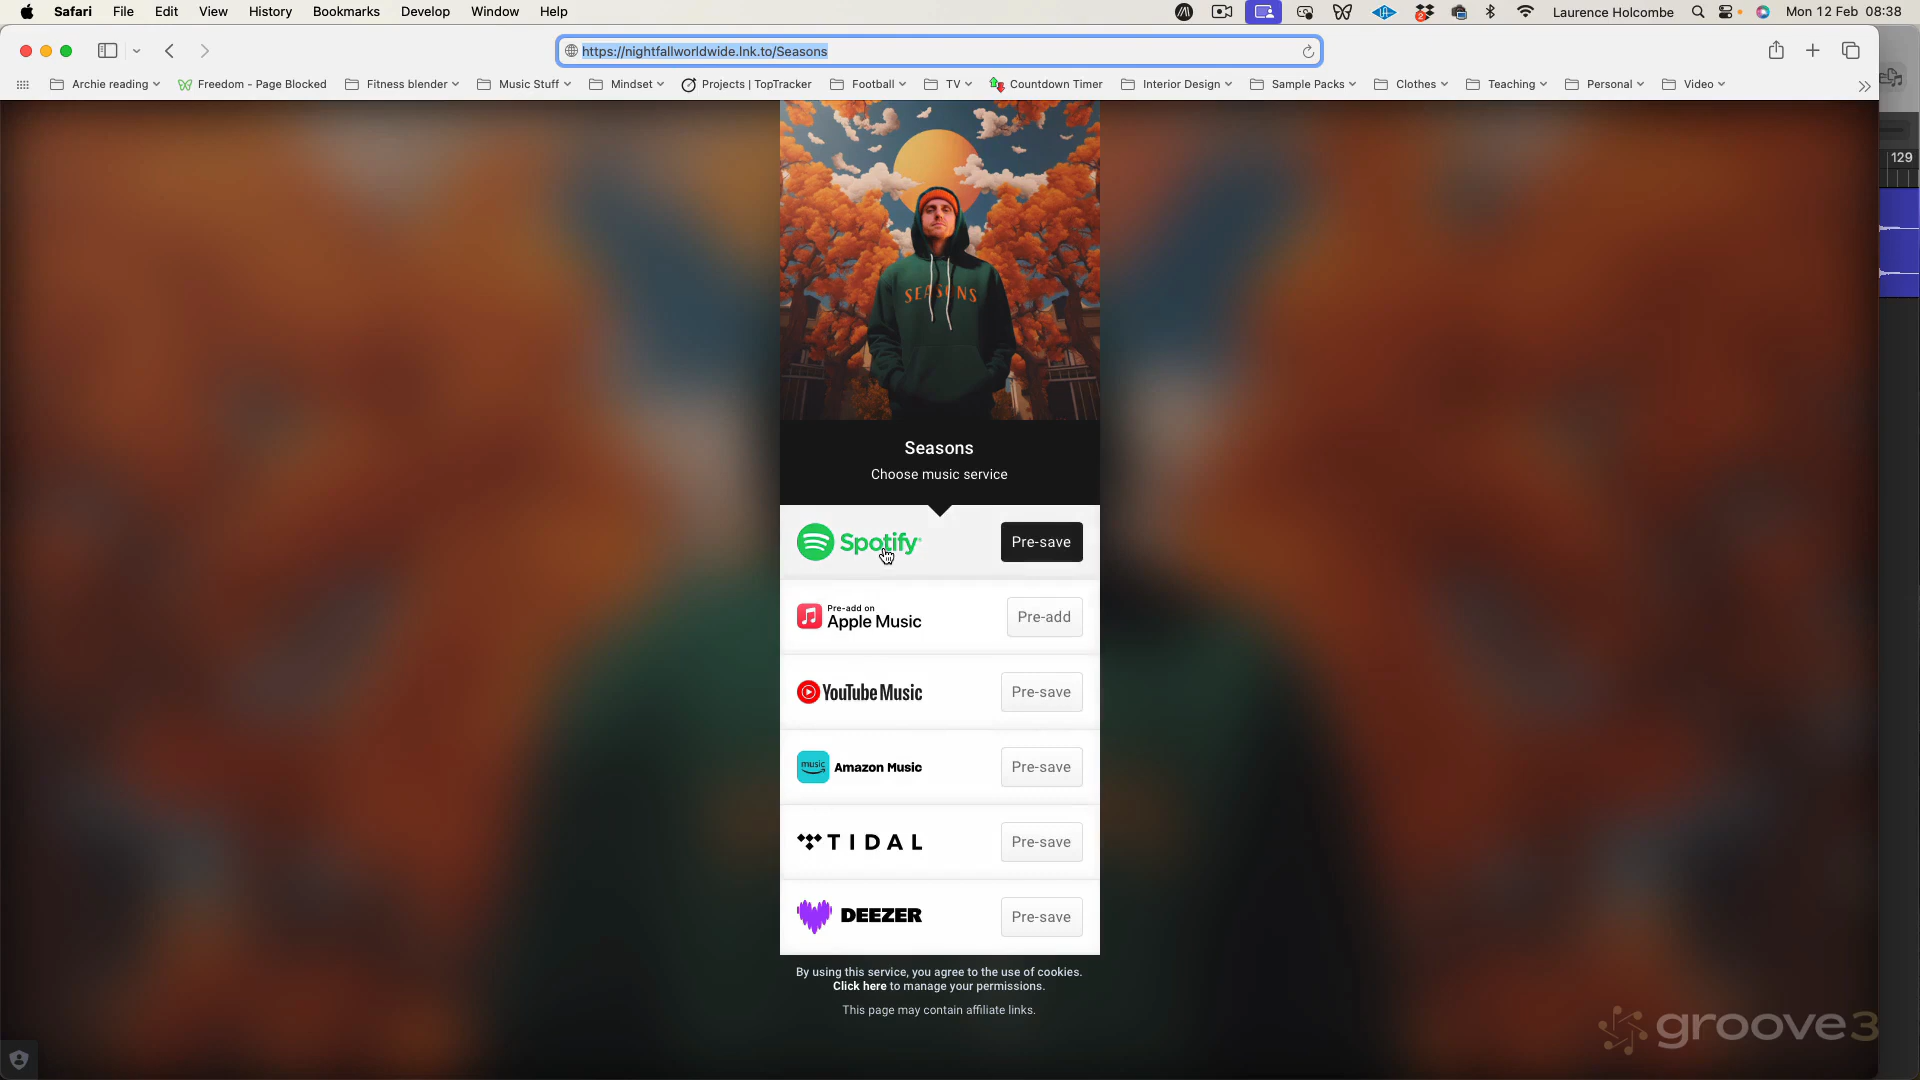 Safari File Edit View History Bookmarks Develop Window Help 2 Laurence Holcombe Mon 12 Feb 08:38
https://nightfallworldwide.lnk.to/Seasons
Archie reading Freedom - Page Blocked Fitness blender Music Stuff Mindset Projects | TopTracker Football TV Countdown Timer Interior Design Sample Packs Clothes Teaching Personal Video
129
SEASONS
Seasons
Choose music service
Spotify Pre-save
Pre-add on
Apple Music Pre-add
YouTube Music Pre-save
music Amazon Music Pre-save
TIDAL Pre-save
DEEZER Pre-save
By using this service, you agree to the use of cookies.
Click here to manage your permissions.
This page may contain affiliate links.
groove3